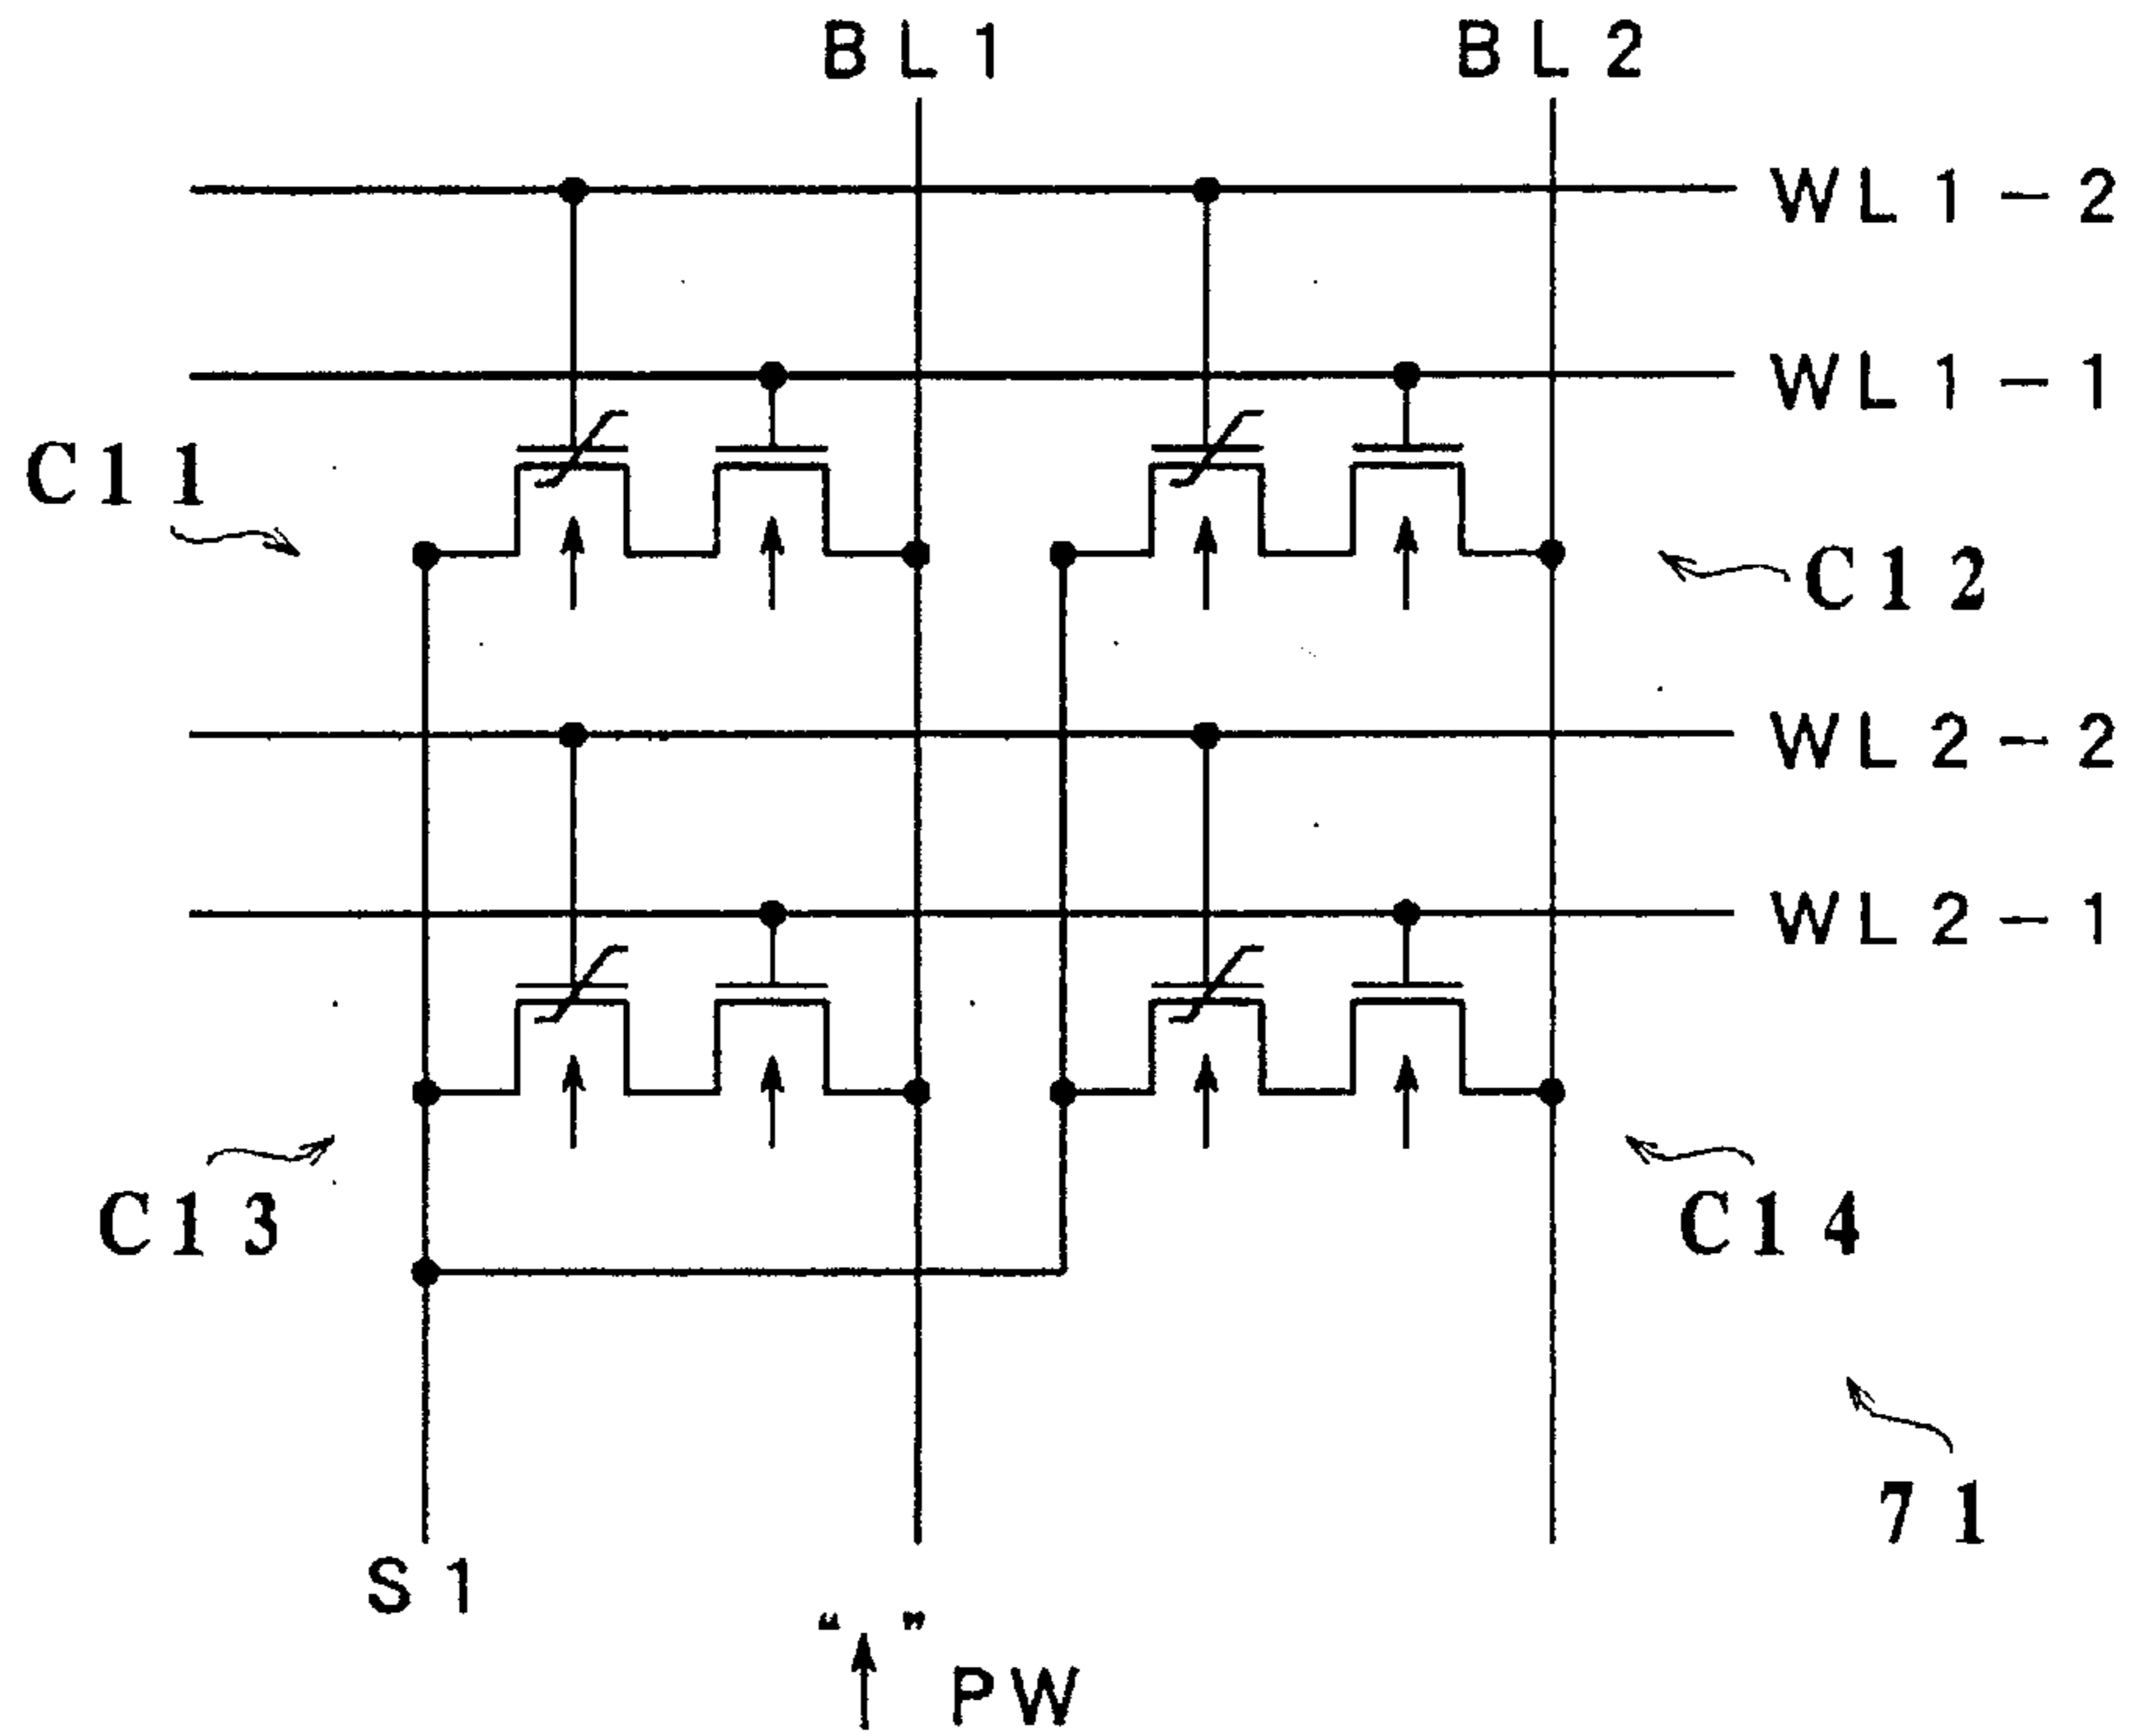 BL1 BL2
WL1-2
WL1-1
C11
C12
WL2-2
WL2-1
C13
C14
71
S1
“↑” PW